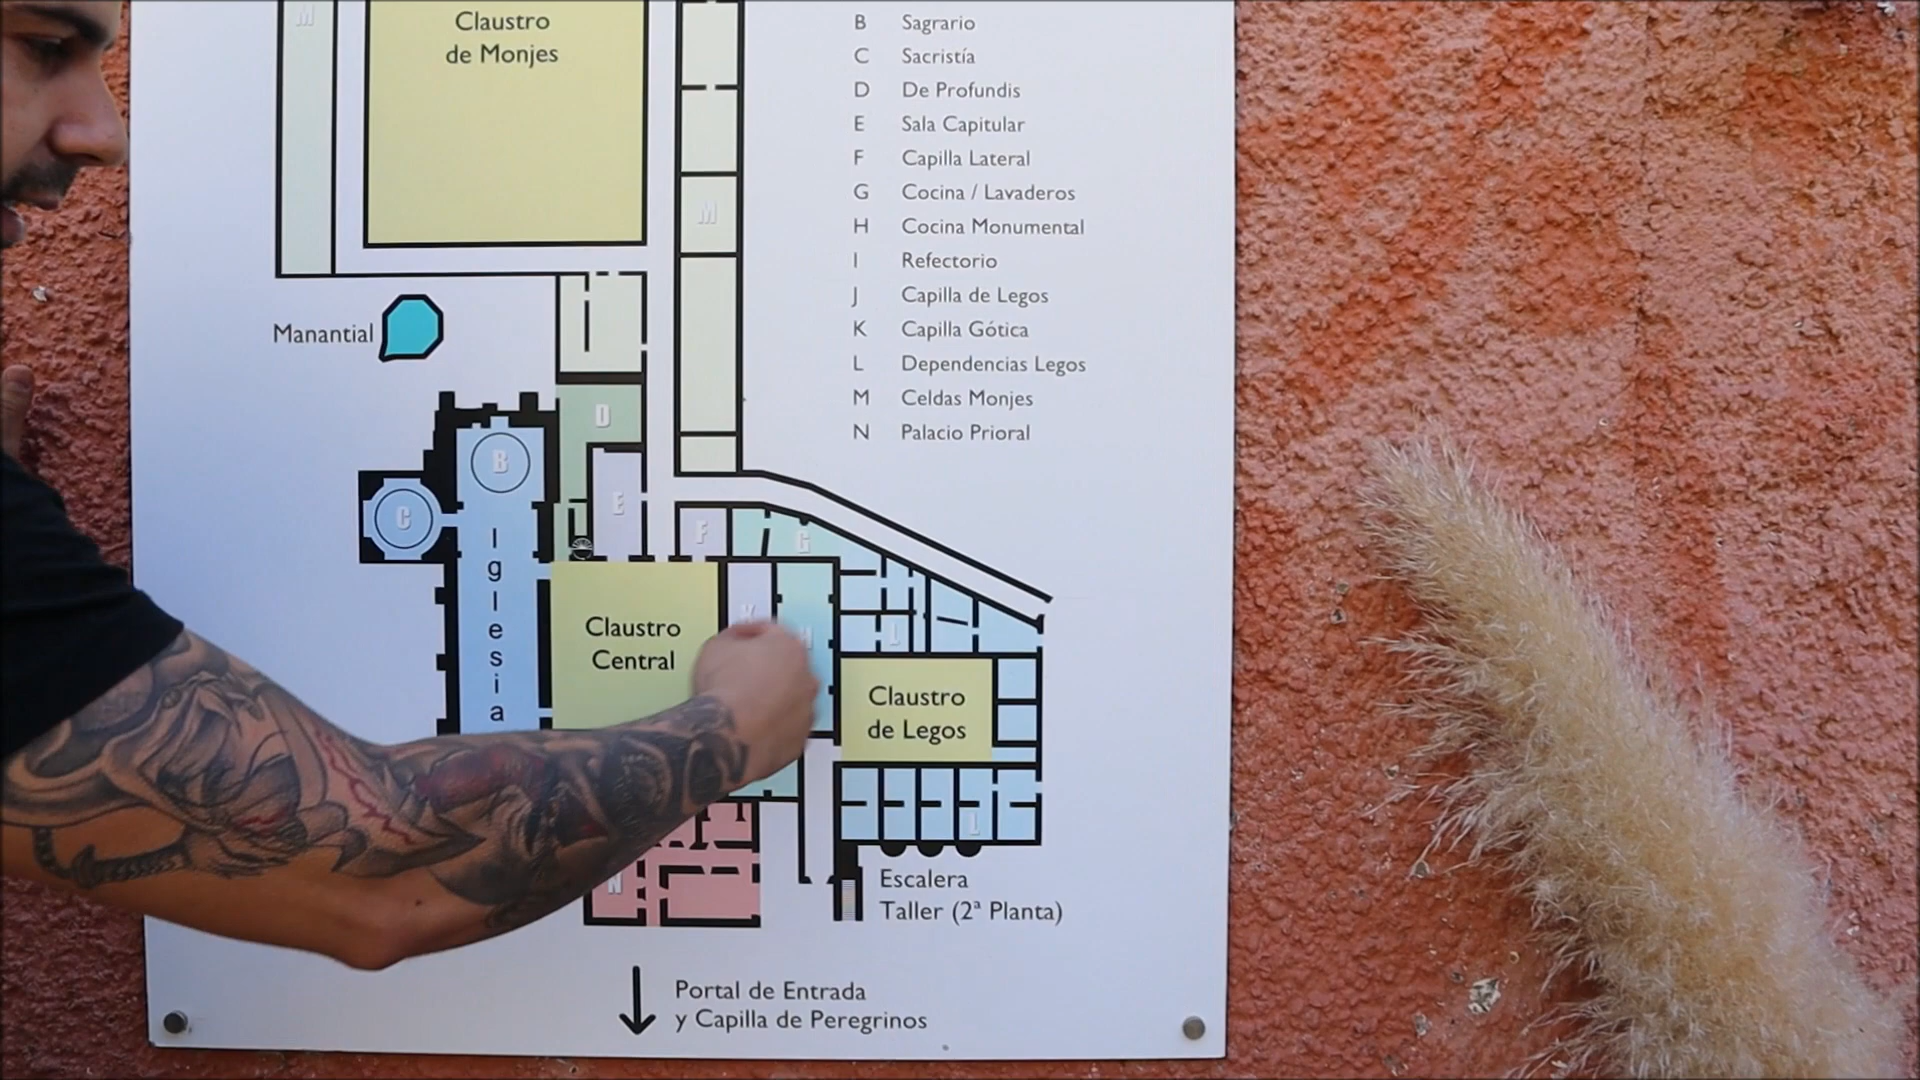 M
Claustro
de Monjes
B Sagrario
C Sacristía
D De Profundis
E Sala Capitular
F Capilla Lateral
G Cocina / Lavaderos
H Cocina Monumental
I Refectorio
J Capilla de Legos
K Capilla Gótica
L Dependencias Legos
M Celdas Monjes
N Palacio Prioral
M
Manantial
D
B
E
C
F
G
Iglesia
Claustro
Central
K
H
L
Claustro
de Legos
L
N
Escalera
Taller (2ª Planta)
Portal de Entrada
y Capilla de Peregrinos